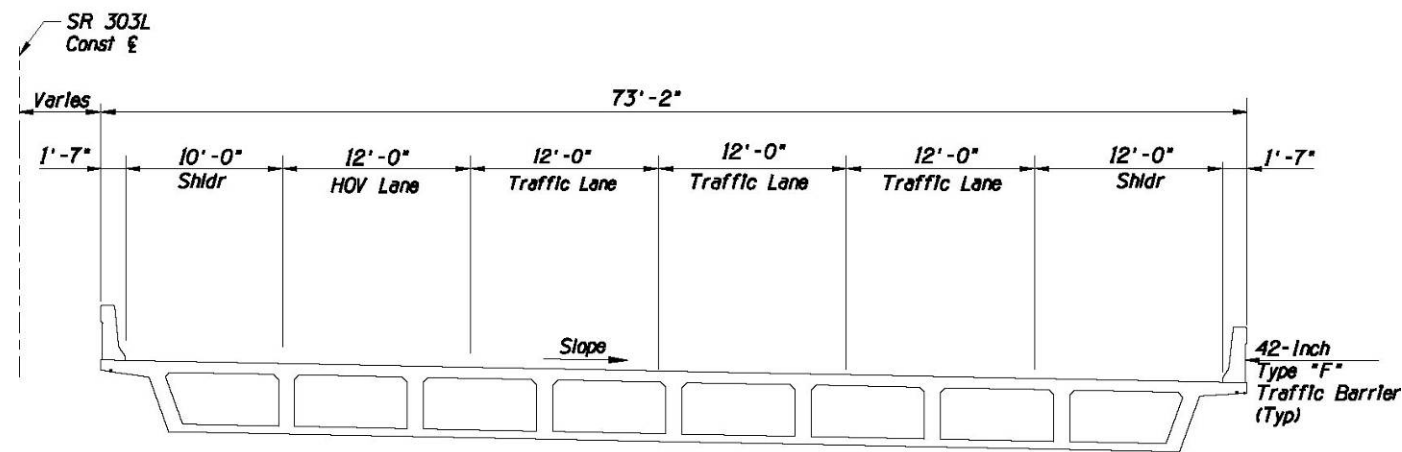 SR 303L
Const ℄
Varies
73'-2"
1'-7"
10'-0"
12'-0"
12'-0"
12'-0"
12'-0"
12'-0"
1'-7"
Shldr
HOV Lane
Traffic Lane
Traffic Lane
Traffic Lane
Shldr
Slope
42-Inch
Type "F"
Traffic Barrier
(Typ)